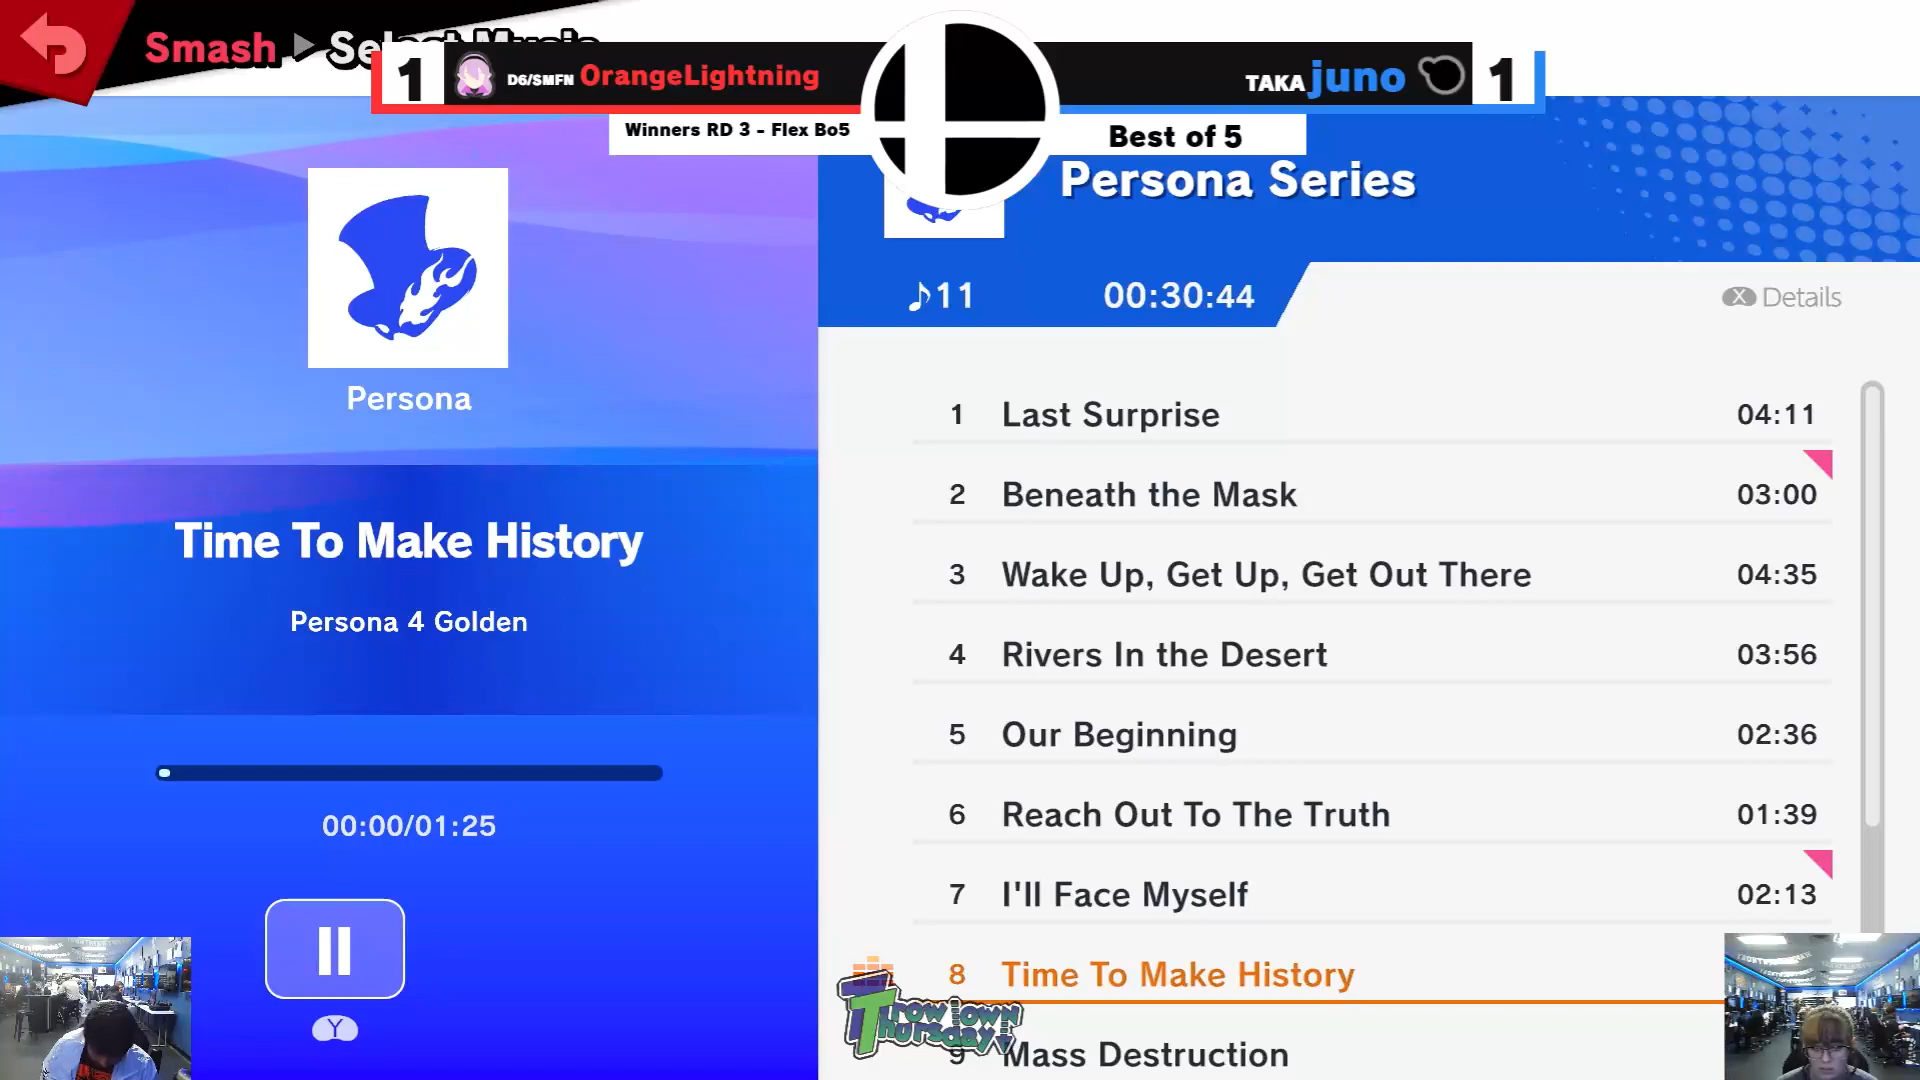 Smash ▶ Select Music
1 D6/SMFN OrangeLightning
TAKA juno 1
Winners RD 3 - Flex Bo5
Best of 5
Persona Series
♪11
00:30:44
X Details
Persona
Time To Make History
Persona 4 Golden
00:00/01:25
Y
1 Last Surprise 04:11
2 Beneath the Mask 03:00
3 Wake Up, Get Up, Get Out There 04:35
4 Rivers In the Desert 03:56
5 Our Beginning 02:36
6 Reach Out To The Truth 01:39
7 I'll Face Myself 02:13
8 Time To Make History
9 Mass Destruction
Throwdown
Thursday